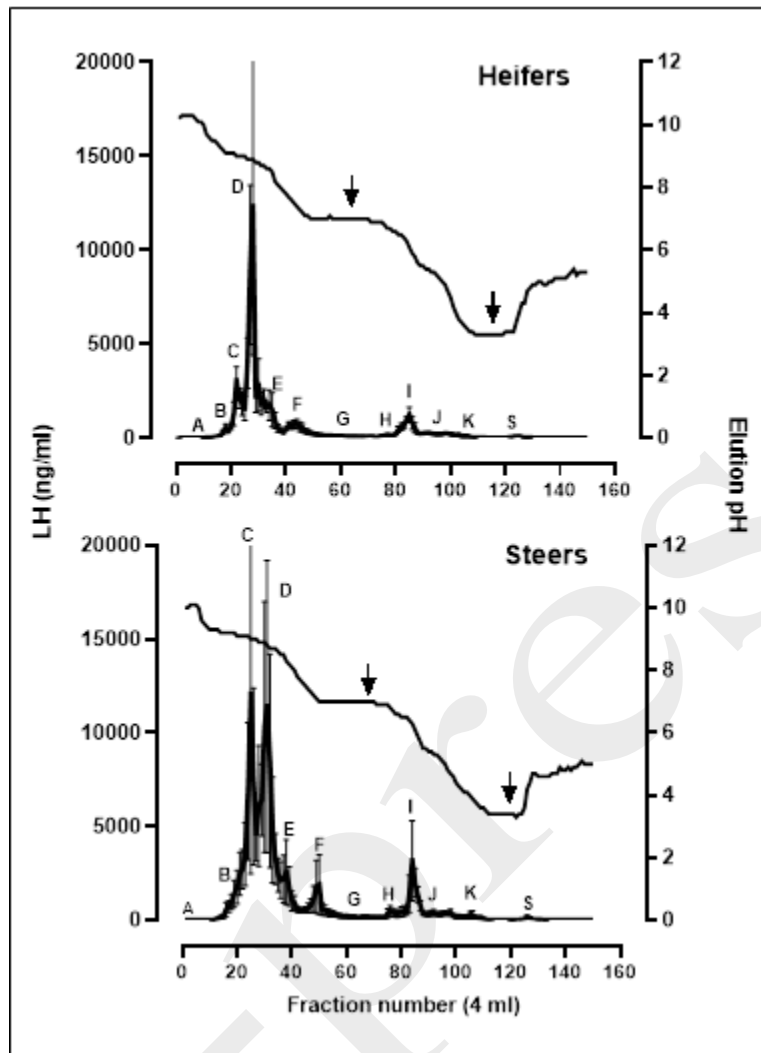 Heifers
LH (ng/ml)
Elution pH
20000
15000
10000
5000
0
12
10
8
6
4
2
0
A
B
C
D
E
F
G
H
I
J
K
S
0 20 40 60 80 100 120 140 160
Steers
20000
15000
10000
5000
0
12
10
8
6
4
2
0
A
B
C
D
E
F
G
H
I
J
K
S
0 20 40 60 80 100 120 140 160
Fraction number (4 ml)
-pres